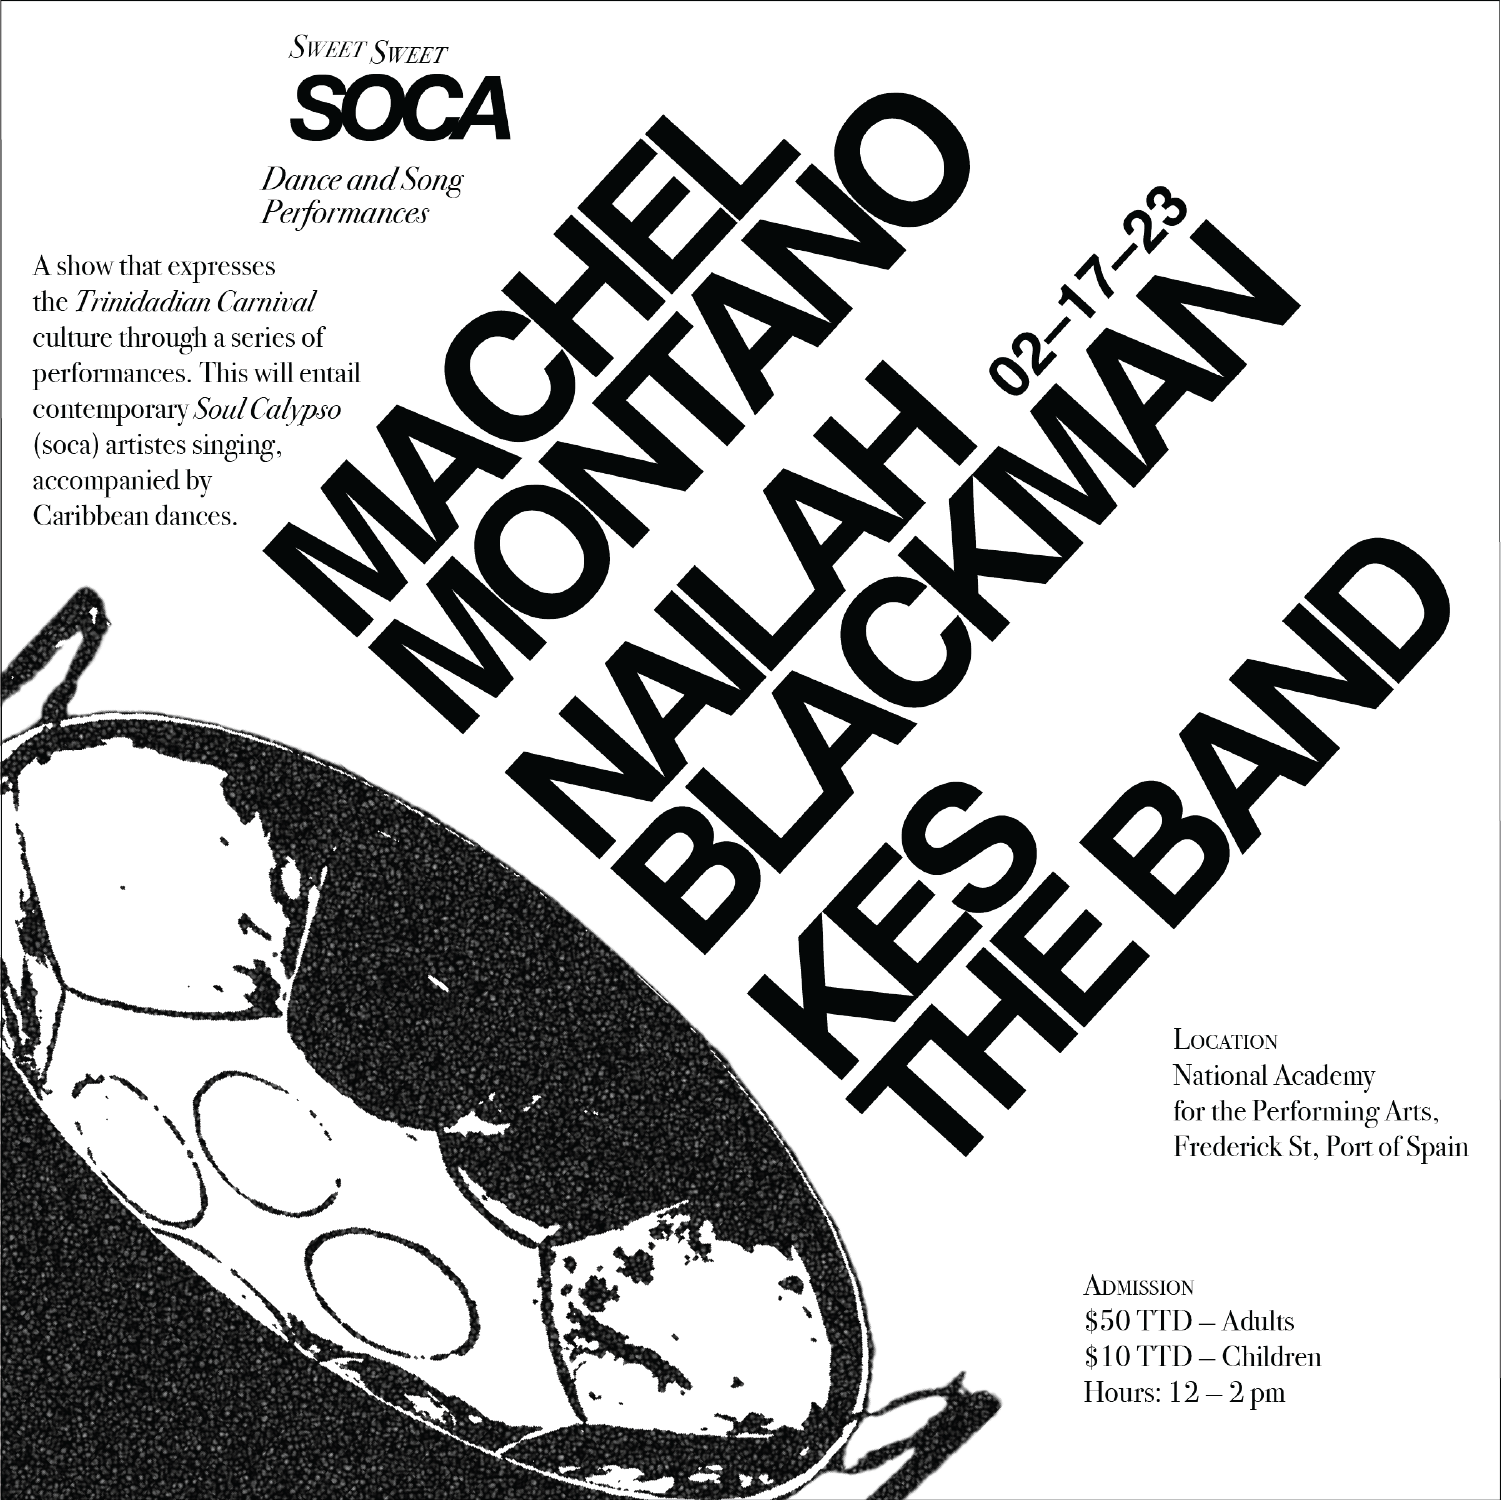 SWEET SWEET
SOCA
Dance and Song
Performances
A show that expresses
the Trinidadian Carnival
culture through a series of
performances. This will entail
contemporary Soul Calypso
(soca) artistes singing,
accompanied by
Caribbean dances.
MACHEL
MONTANO
NAILAH
02–17–23
BLACKMAN
KES
THE BAND
LOCATION
National Academy
for the Performing Arts,
Frederick St, Port of Spain
ADMISSION
$50 TTD – Adults
$10 TTD – Children
Hours: 12 – 2 pm